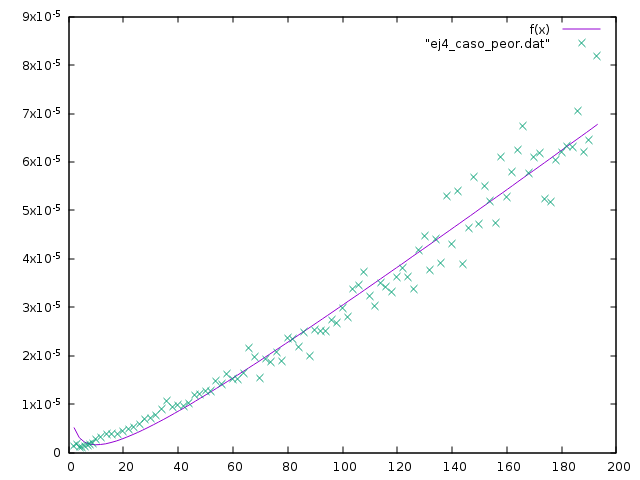 9x10⁻⁵
f(x)
"ej4_caso_peor.dat"
8x10⁻⁵
7x10⁻⁵
6x10⁻⁵
5x10⁻⁵
4x10⁻⁵
3x10⁻⁵
2x10⁻⁵
1x10⁻⁵
0
0 20 40 60 80 100 120 140 160 180 200